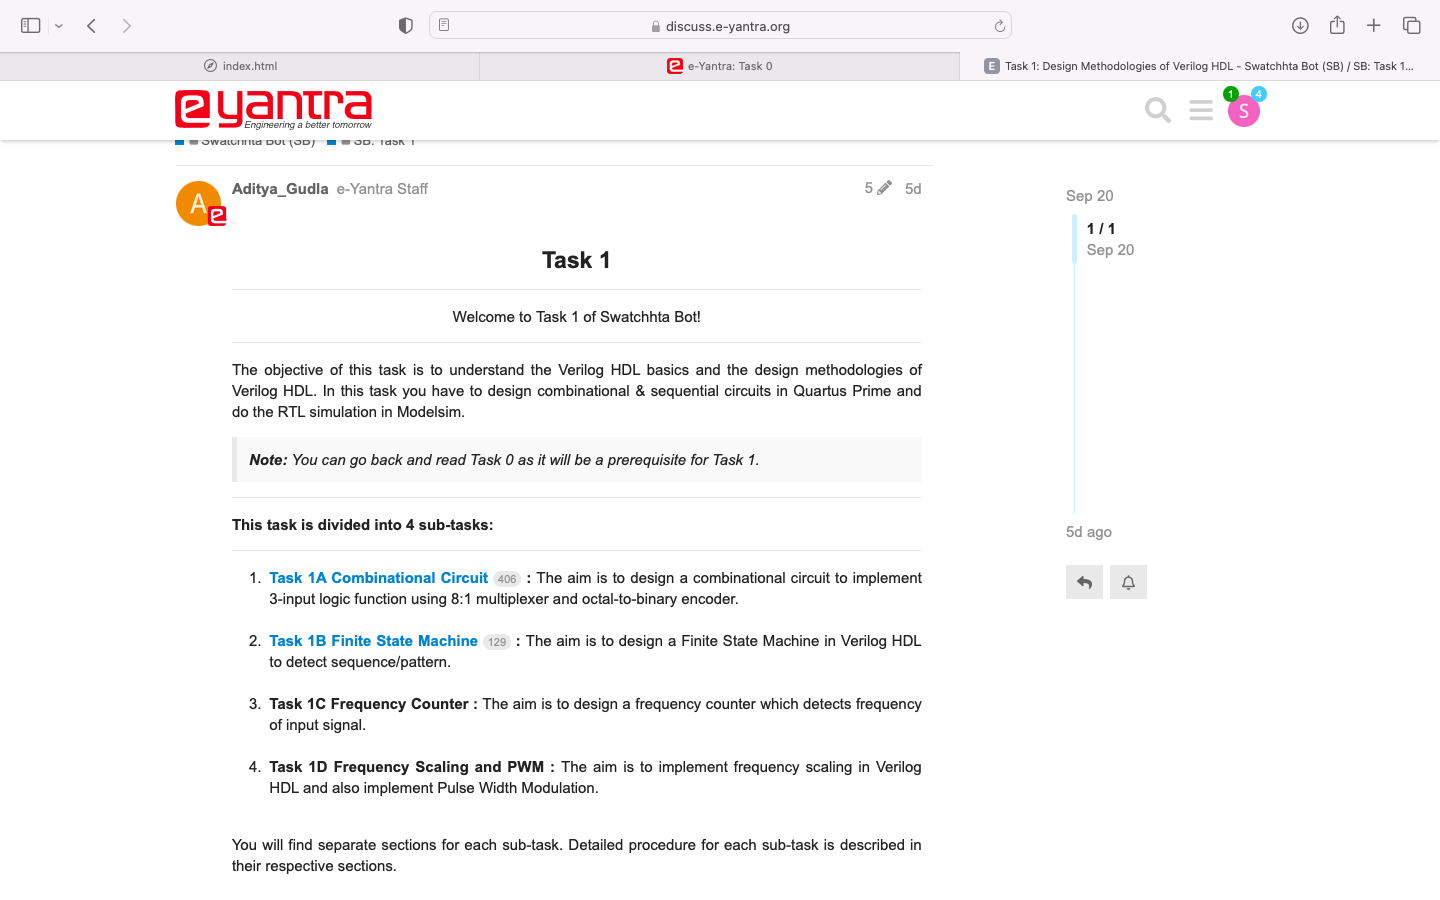 discuss.e-yantra.org
index.html
e-Yantra: Task 0
E Task 1: Design Methodologies of Verilog HDL - Swatchhta Bot (SB) / SB: Task 1...
e yantra
Engineering a better tomorrow
1 4
S
Swatchhta Bot (SB) SB: Task 1
A e
Aditya_Gudla e-Yantra Staff 5 5d
Sep 20
1 / 1
Sep 20
Task 1
Welcome to Task 1 of Swatchhta Bot!
The objective of this task is to understand the Verilog HDL basics and the design methodologies of
Verilog HDL. In this task you have to design combinational & sequential circuits in Quartus Prime and
do the RTL simulation in Modelsim.
Note: You can go back and read Task 0 as it will be a prerequisite for Task 1.
This task is divided into 4 sub-tasks:
5d ago
1. Task 1A Combinational Circuit 406 : The aim is to design a combinational circuit to implement
3-input logic function using 8:1 multiplexer and octal-to-binary encoder.
2. Task 1B Finite State Machine 129 : The aim is to design a Finite State Machine in Verilog HDL
to detect sequence/pattern.
3. Task 1C Frequency Counter : The aim is to design a frequency counter which detects frequency
of input signal.
4. Task 1D Frequency Scaling and PWM : The aim is to implement frequency scaling in Verilog
HDL and also implement Pulse Width Modulation.
You will find separate sections for each sub-task. Detailed procedure for each sub-task is described in
their respective sections.